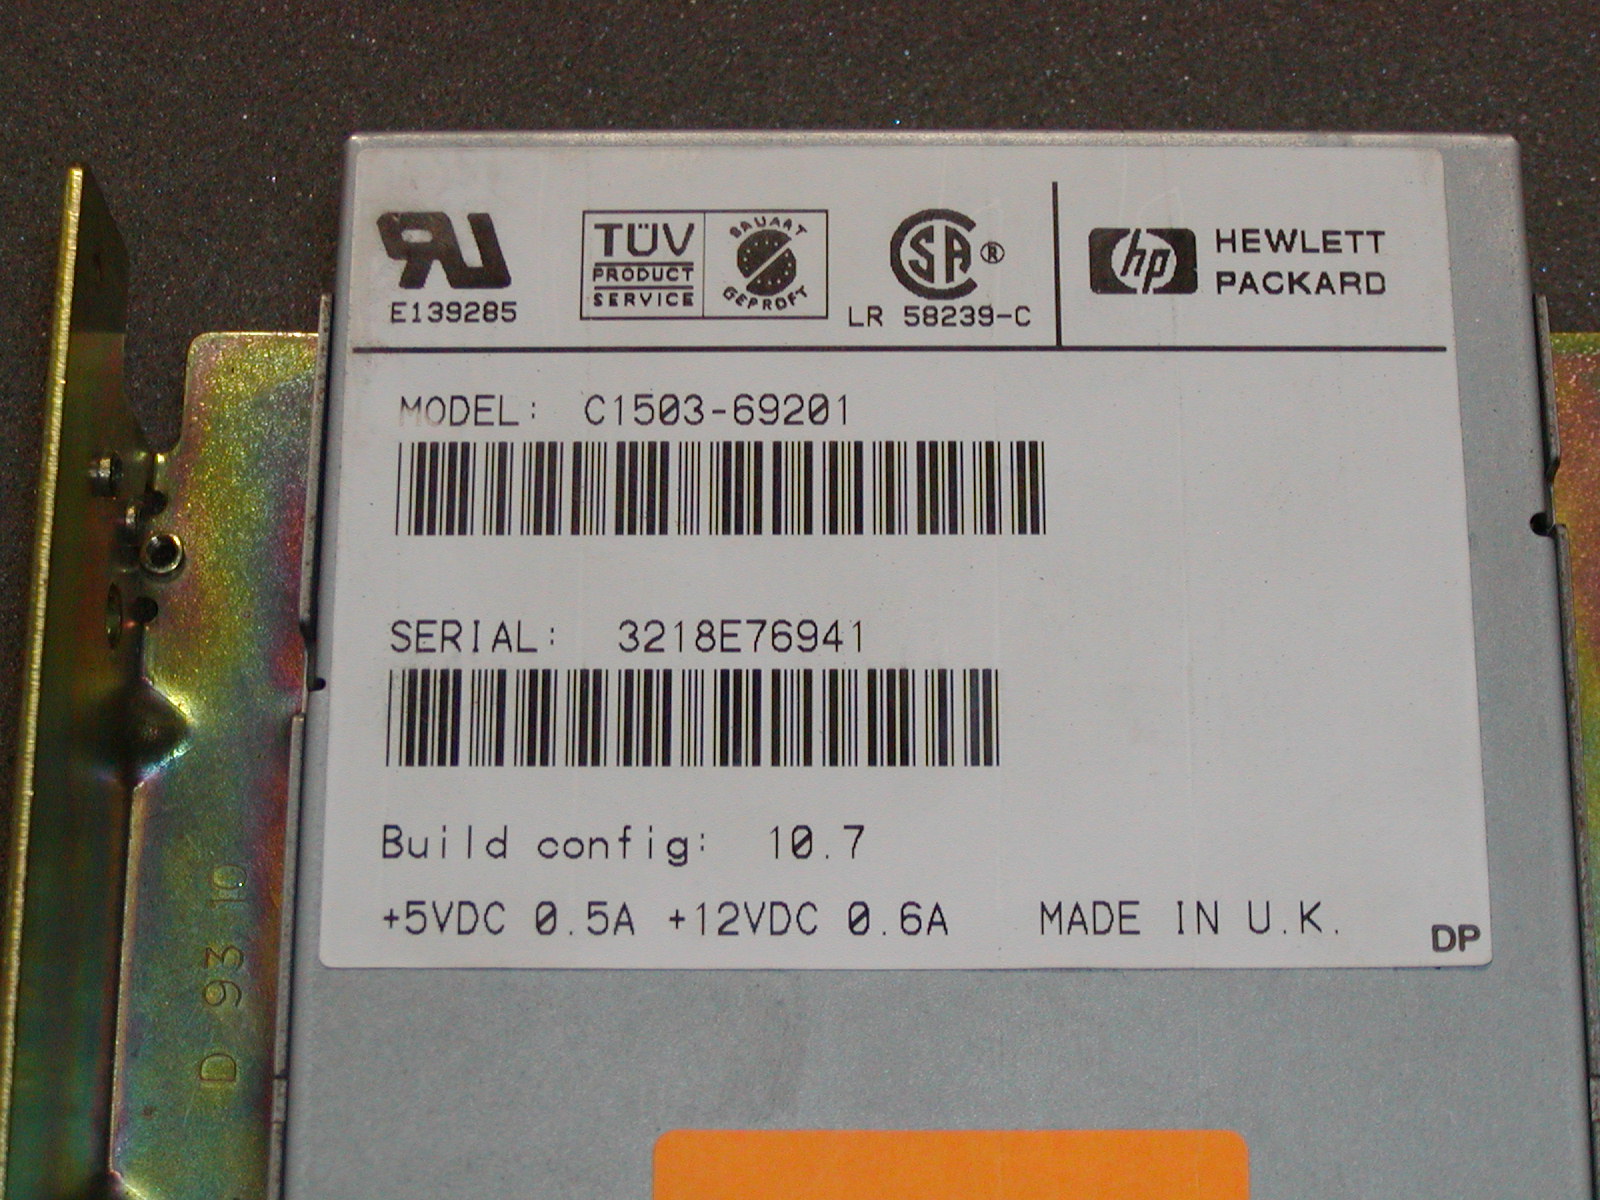 E139285
TÜV
PRODUCT
SERVICE
BAUART
GEPRÜFT
SA®
LR 58239-C
hp
HEWLETT
PACKARD
MODEL: C1503-69201
SERIAL: 3218E76941
Build config: 10.7
+5VDC 0.5A +12VDC 0.6A MADE IN U.K.
DP
D 93 10